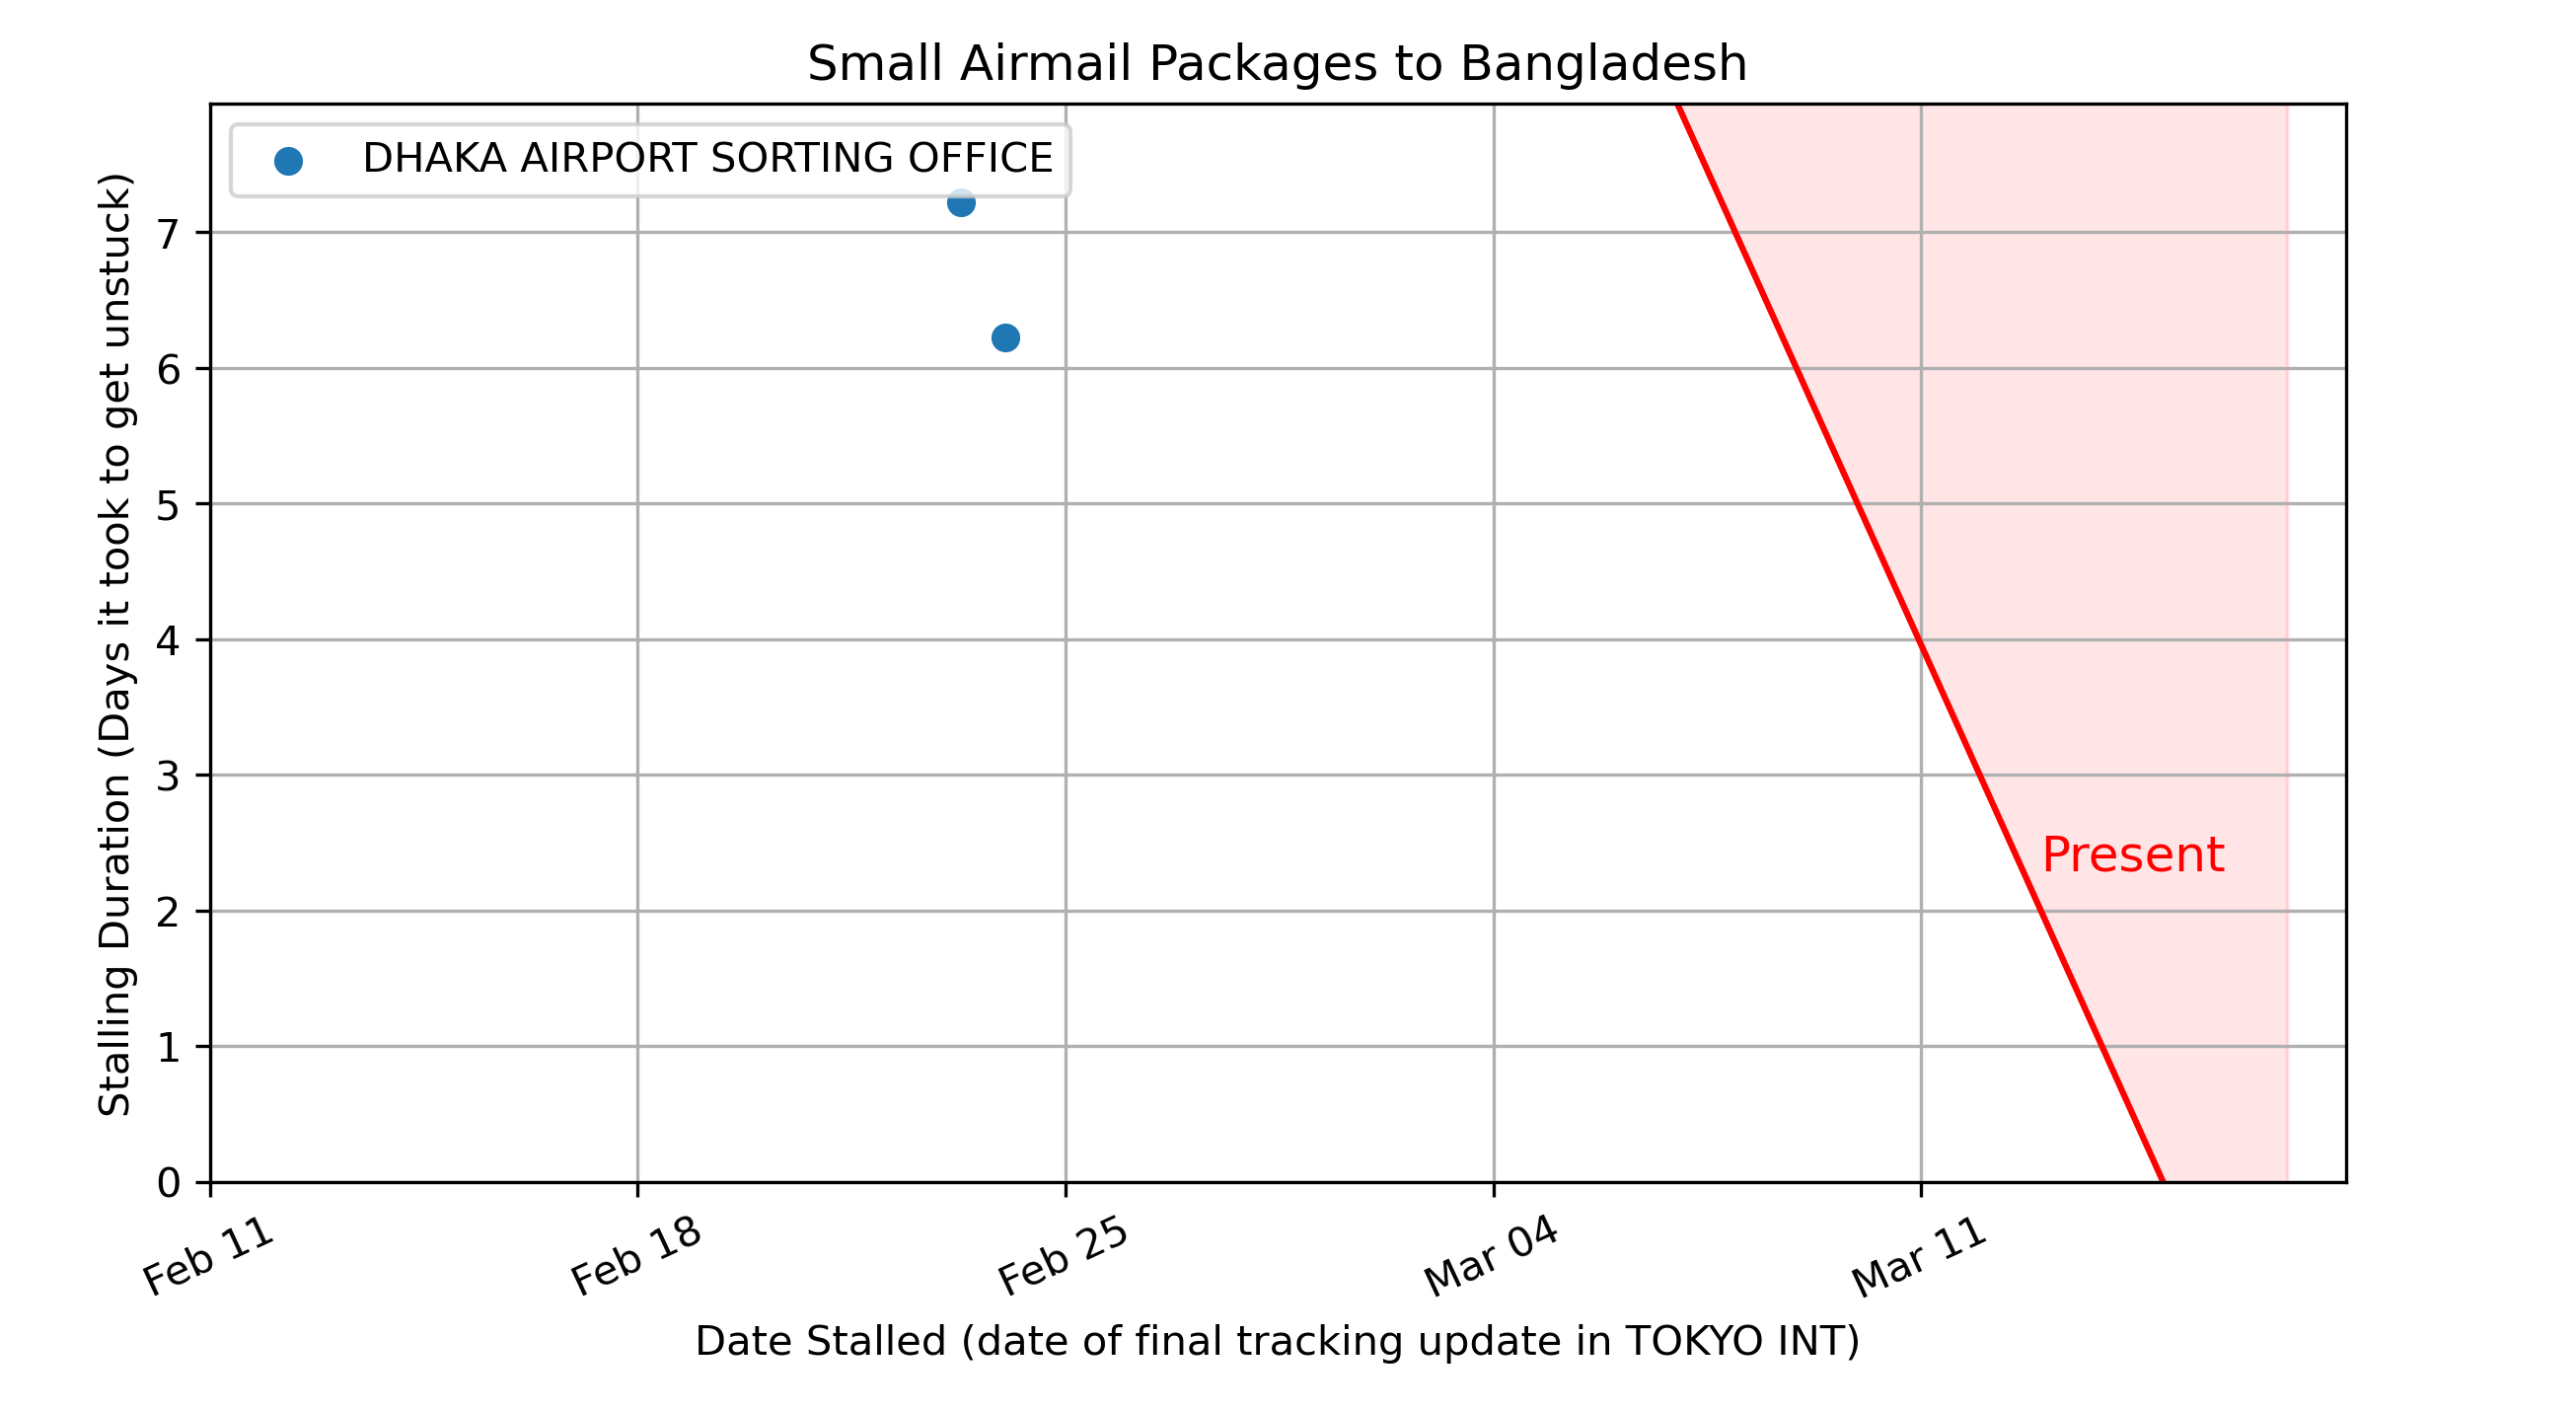 Small Airmail Packages to Bangladesh
DHAKA AIRPORT SORTING OFFICE
Stalling Duration (Days it took to get unstuck)
7
6
5
4
3
2
1
0
Present
Feb 11
Feb 18
Feb 25
Mar 04
Mar 11
Date Stalled (date of final tracking update in TOKYO INT)